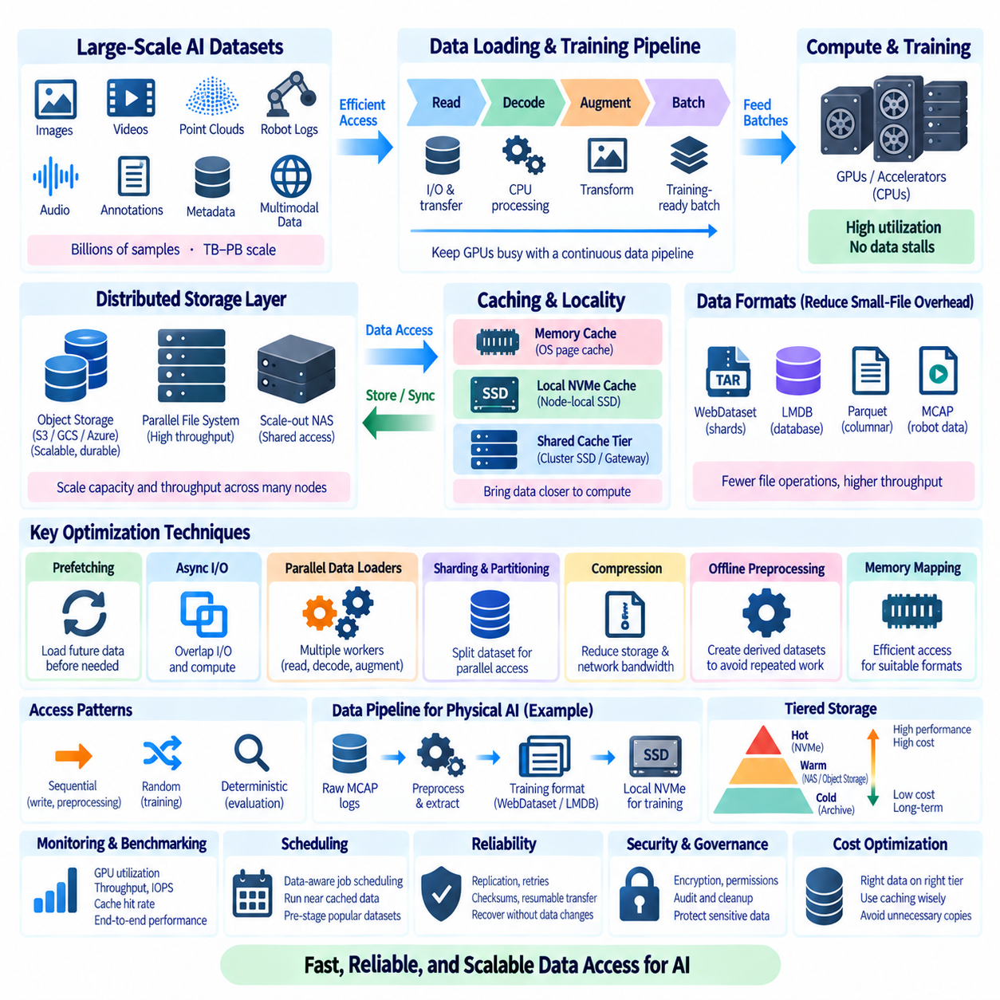 Large-Scale AI Datasets
Images
Videos
Point Clouds
Robot Logs
Audio
Annotations
Metadata
Multimodal
Data
Billions of samples · TB–PB scale
Efficient
Access
Data Loading & Training Pipeline
Read
Decode
Augment
Batch
I/O &
transfer
CPU
processing
Transform
Training-
ready batch
Keep GPUs busy with a continuous data pipeline
Feed
Batches
Compute & Training
GPUs / Accelerators
(CPUs)
High utilization
No data stalls
Distributed Storage Layer
Object Storage
(S3 / GCS / Azure)
(Scalable, durable)
Parallel File System
(High throughput)
Scale-out NAS
(Shared access)
Scale capacity and throughput across many nodes
Data Access
Store / Sync
Caching & Locality
Memory Cache
(OS page cache)
SSD
Local NVMe Cache
(Node-local SSD)
Shared Cache Tier
(Cluster SSD / Gateway)
Bring data closer to compute
Data Formats (Reduce Small-File Overhead)
TAR
WebDataset
(shards)
LMDB
(database)
Parquet
(columnar)
MCAP
(robot data)
Fewer file operations, higher throughput
Key Optimization Techniques
Prefetching
Load future data
before needed
Async I/O
Overlap I/O
and compute
Parallel Data Loaders
Multiple workers
(read, decode, augment)
Sharding & Partitioning
Split dataset for
parallel access
Compression
Reduce storage &
network bandwidth
Offline Preprocessing
Create derived datasets
to avoid repeated work
Memory Mapping
Efficient access
for suitable formats
Access Patterns
Sequential
(write, preprocessing)
Random
(training)
Deterministic
(evaluation)
Data Pipeline for Physical AI (Example)
Raw MCAP
logs
Preprocess
& extract
Training format
(WebDataset / LMDB)
SSD
Local NVMe
for training
Tiered Storage
Hot
(NVMe)
Warm
(NAS / Object Storage)
Cold
(Archive)
High performance
High cost
Low cost
Long-term
Monitoring & Benchmarking
GPU utilization
Throughput, IOPS
Cache hit rate
End-to-end performance
Scheduling
Data-aware job scheduling
Run near cached data
Pre-stage popular datasets
Reliability
Replication, retries
Checksums, resumable transfer
Recover without data changes
Security & Governance
Encryption, permissions
Audit and cleanup
Protect sensitive data
Cost Optimization
Right data on right tier
Use caching wisely
Avoid unnecessary copies
Fast, Reliable, and Scalable Data Access for AI